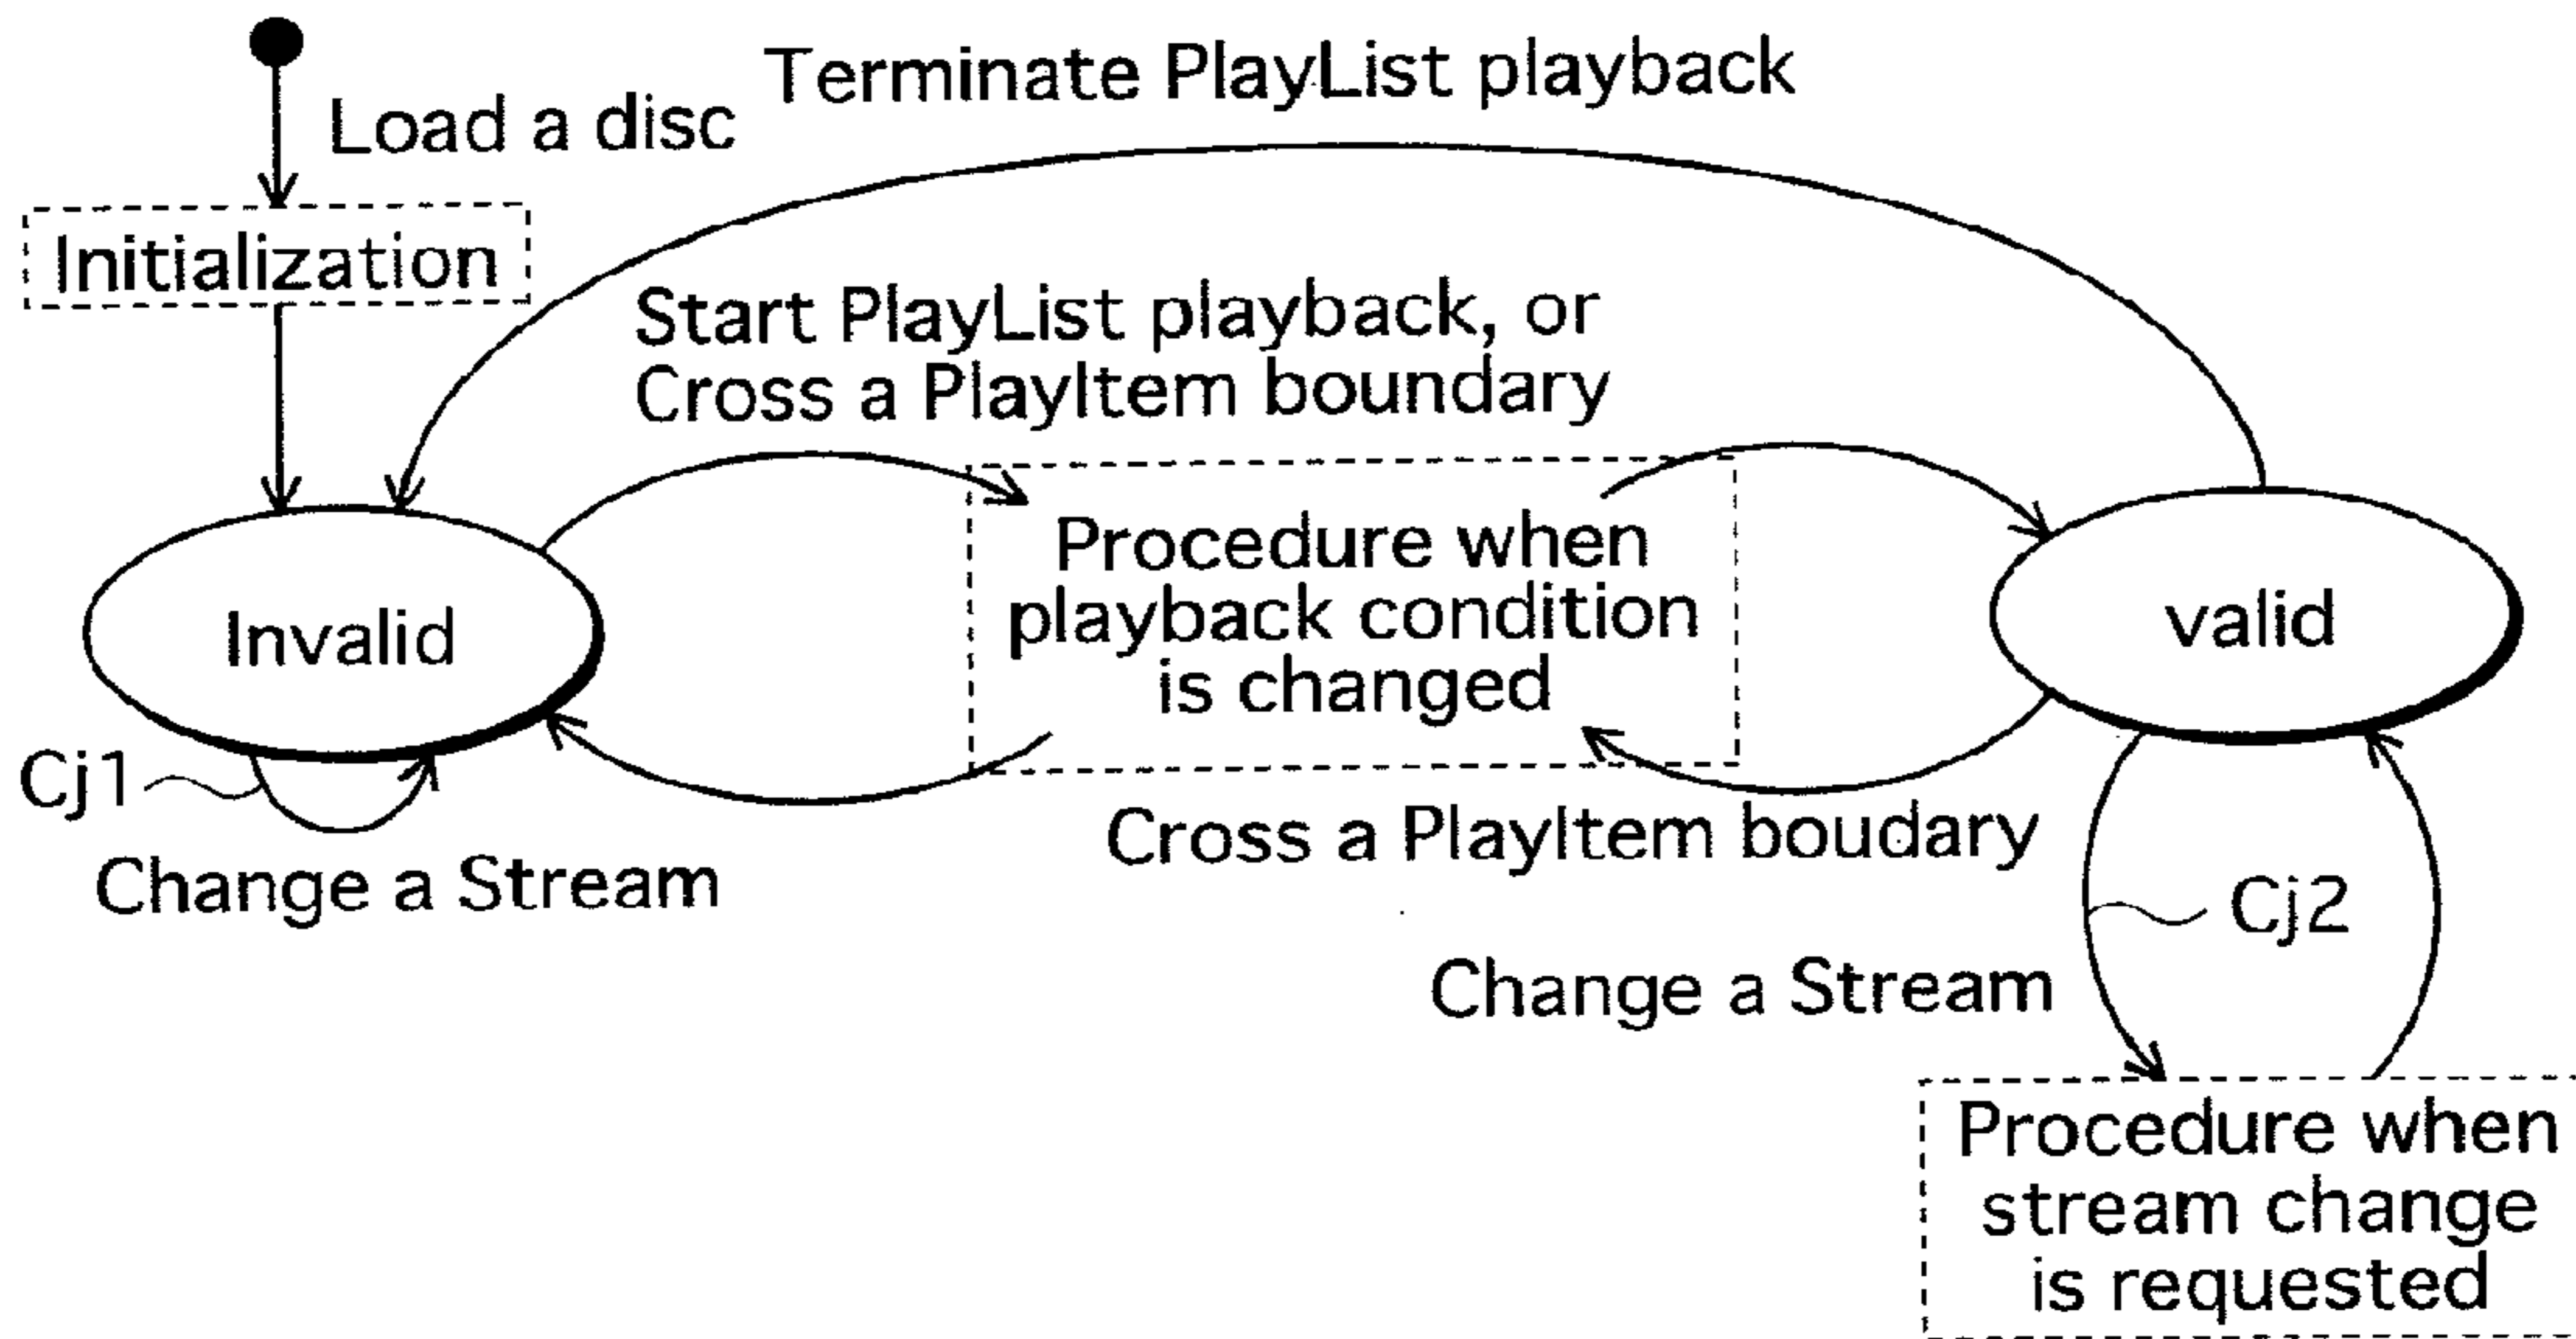 Terminate PlayList playback
Load a disc
Initialization
Start PlayList playback, or
Cross a PlayItem boundary
Procedure when
playback condition
is changed
Invalid
valid
Cj1
Change a Stream
Cross a PlayItem boudary
Cj2
Change a Stream
Procedure when
stream change
is requested